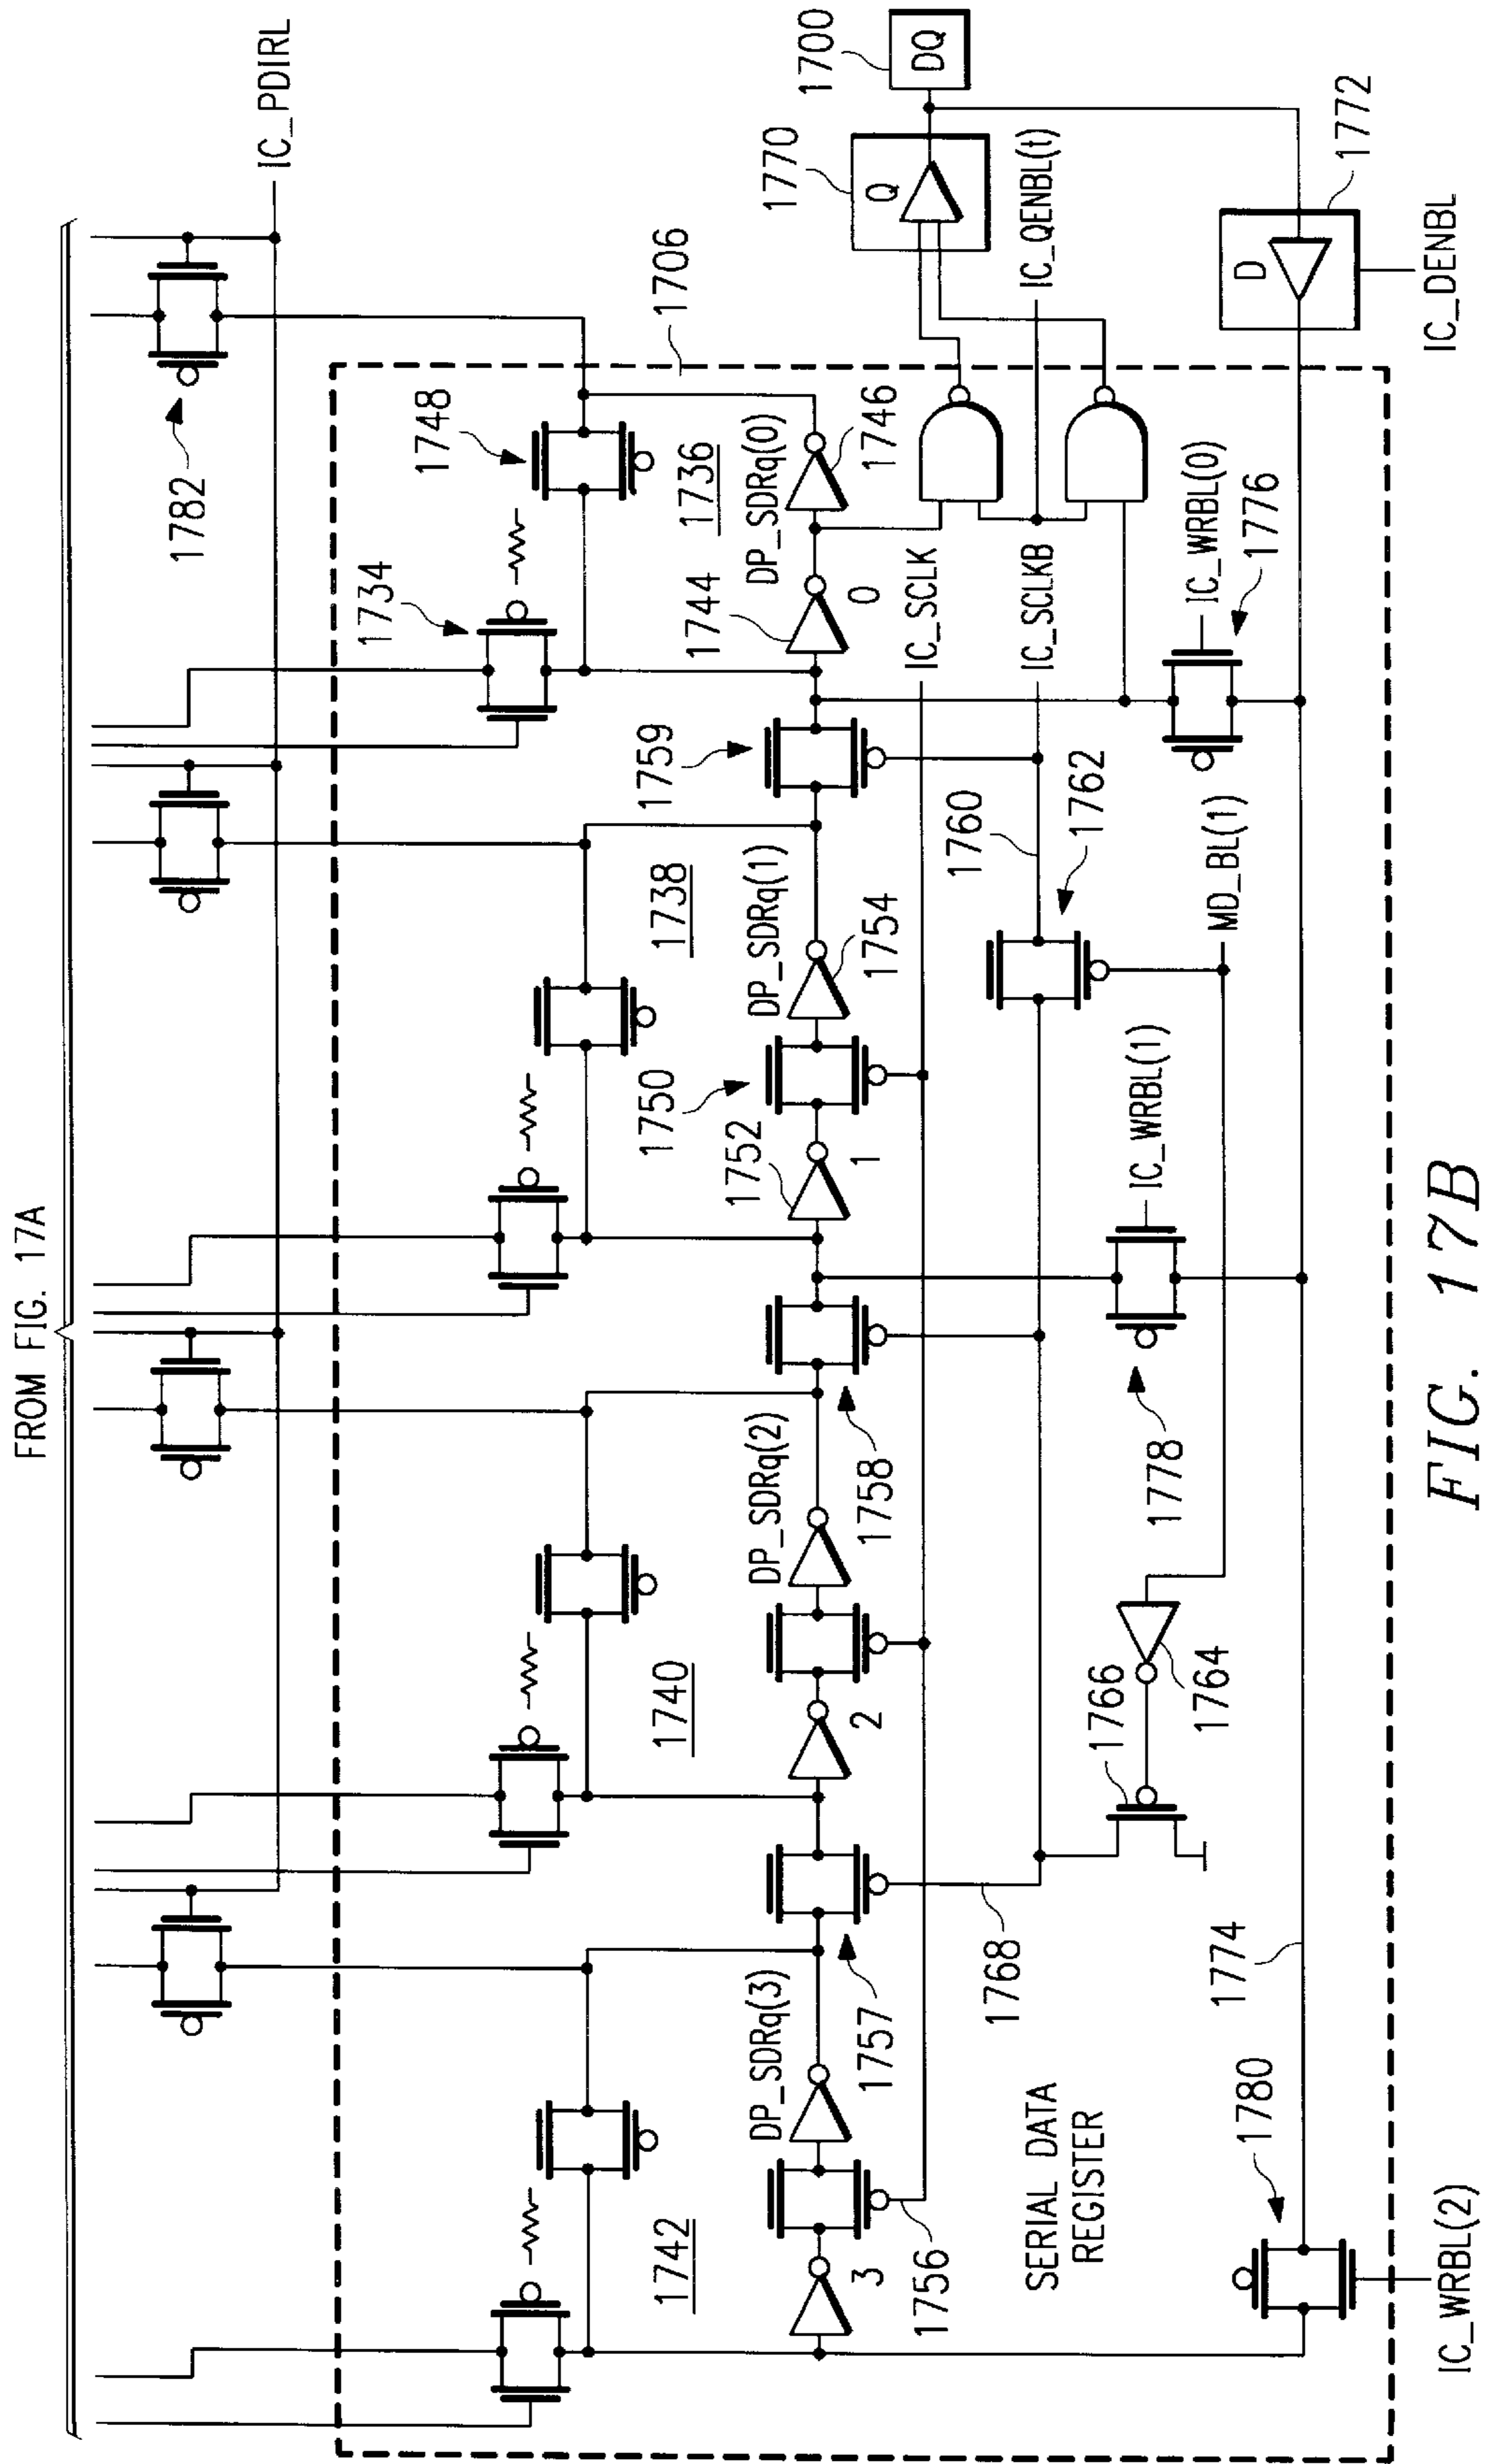 FROM FIG. 17A
IC_PDIRL
1782
1734
1748
1706
1736
1738
1740
1742
1700
DQ
1770
Q
DP_SDRq(0)
1746
1744
0
1759
DP_SDRq(1)
1754
1750
1752
1
DP_SDRq(2)
1758
2
DP_SDRq(3)
1757
3
1756
IC_SCLK
IC_SCLKB
IC_QENBL(t)
1760
1762
1768
SERIAL DATA
REGISTER
MD_BL(1)
IC_WRBL(0)
1776
IC_WRBL(1)
1778
1764
1766
1772
D
IC_DENBL
1774
1780
IC_WRBL(2)
FIG. 17B